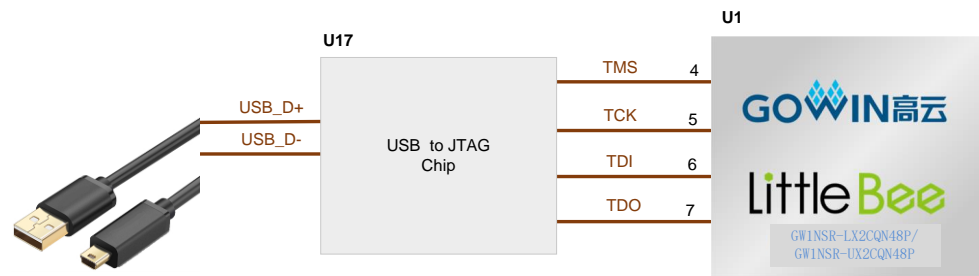 U1
U17
TMS 4
USB_D+
TCK 5
USB_D-
USB to JTAG
Chip
TDI 6
TDO 7
GOWIN高云
LittleBee
GW1NSR-LX2CQN48P/
GW1NSR-UX2CQN48P